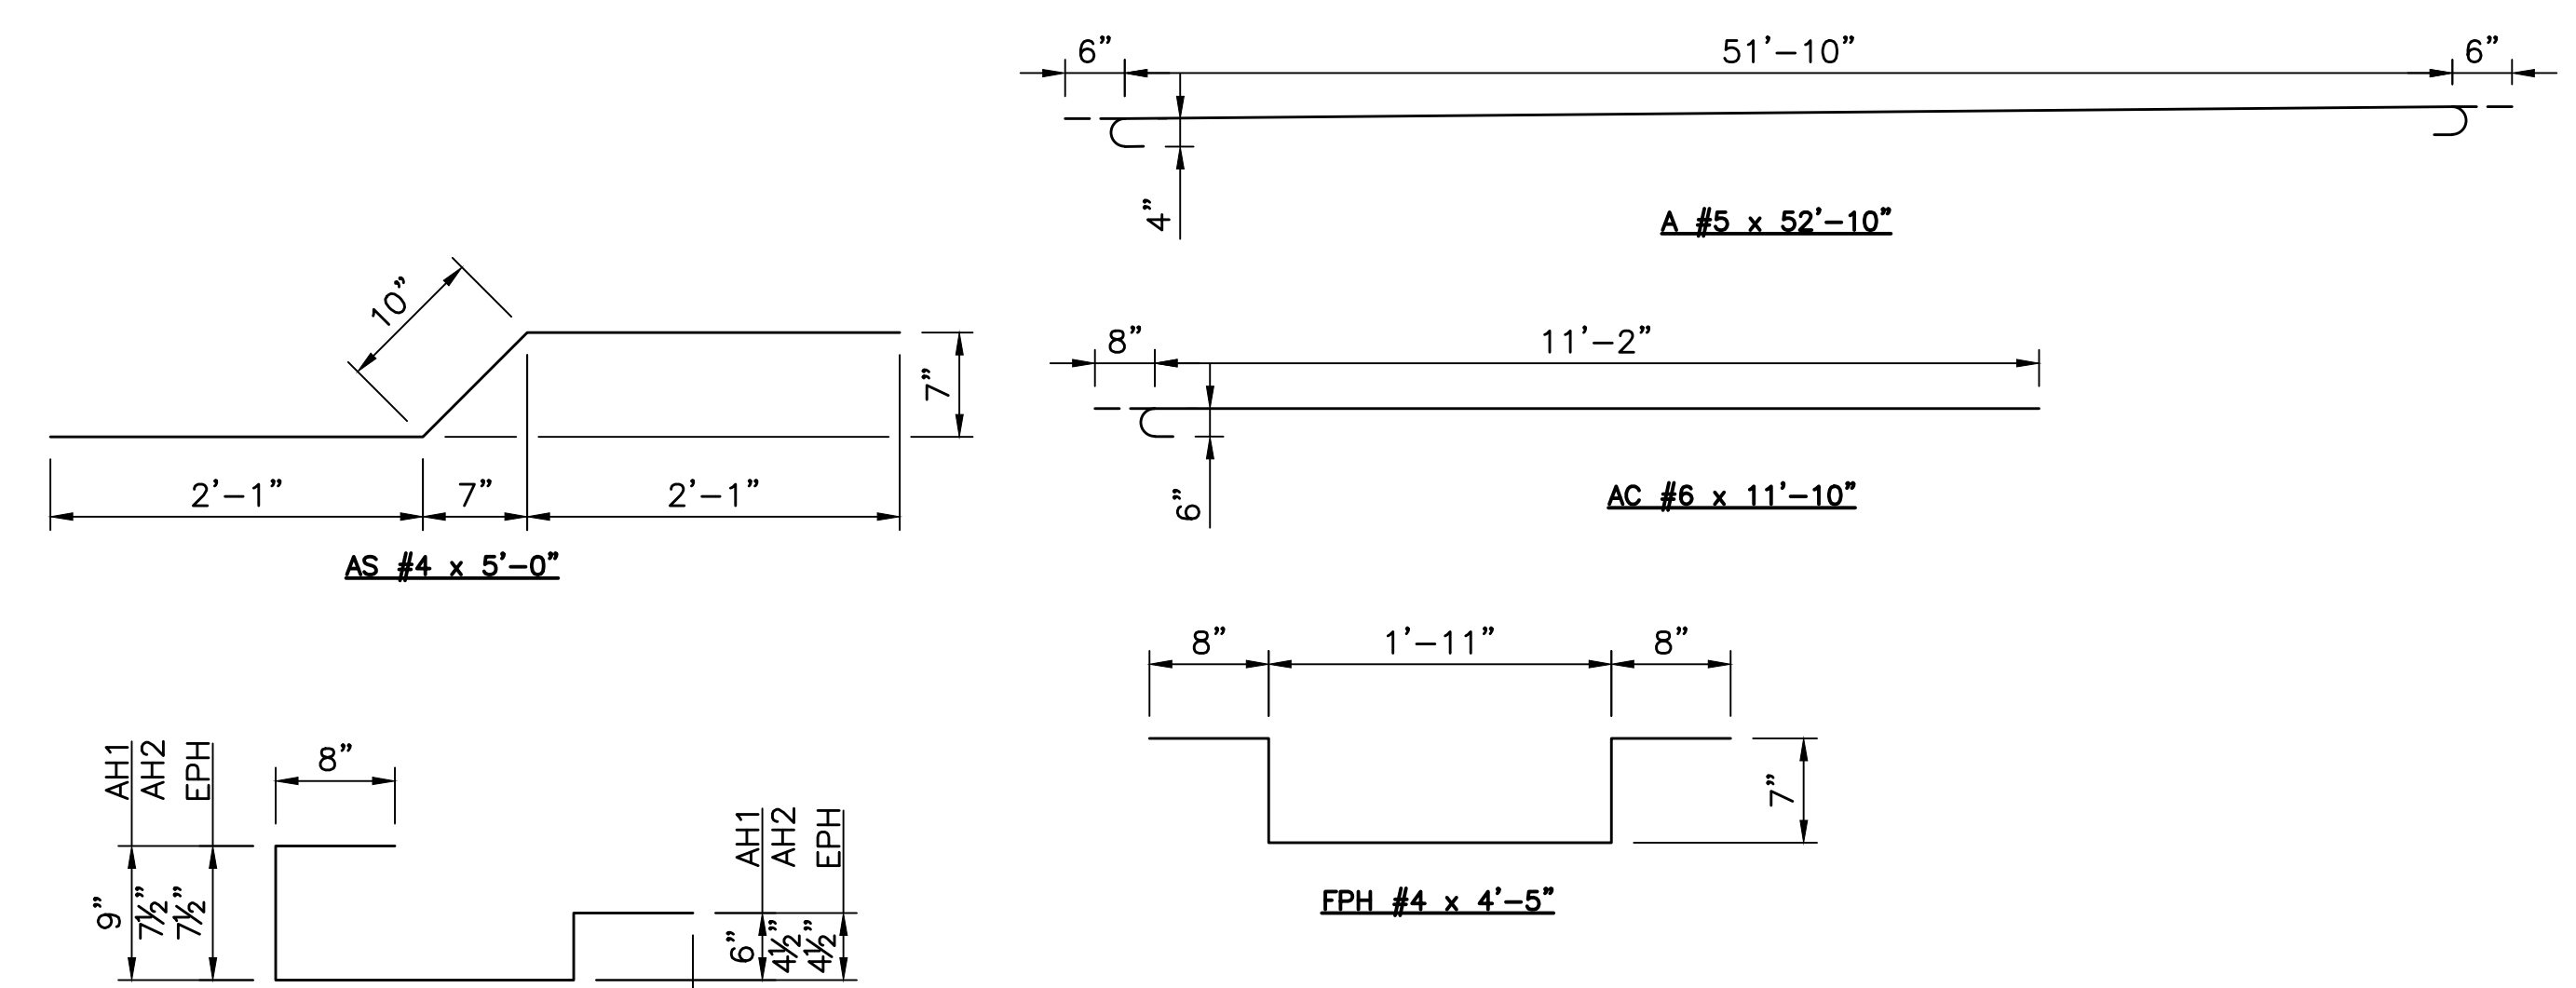 6” 51’–10” 6”
4”
A #5 x 52’–10”
10”
7”
2’–1” 7” 2’–1”
AS #4 x 5’–0”
8” 11’–2”
6”
AC #6 x 11’–10”
8” 1’–11” 8”
7”
FPH #4 x 4’–5”
AH1
AH2
EPH
8”
9”
7½”
7½”
AH1
AH2
EPH
6”
4½”
4½”